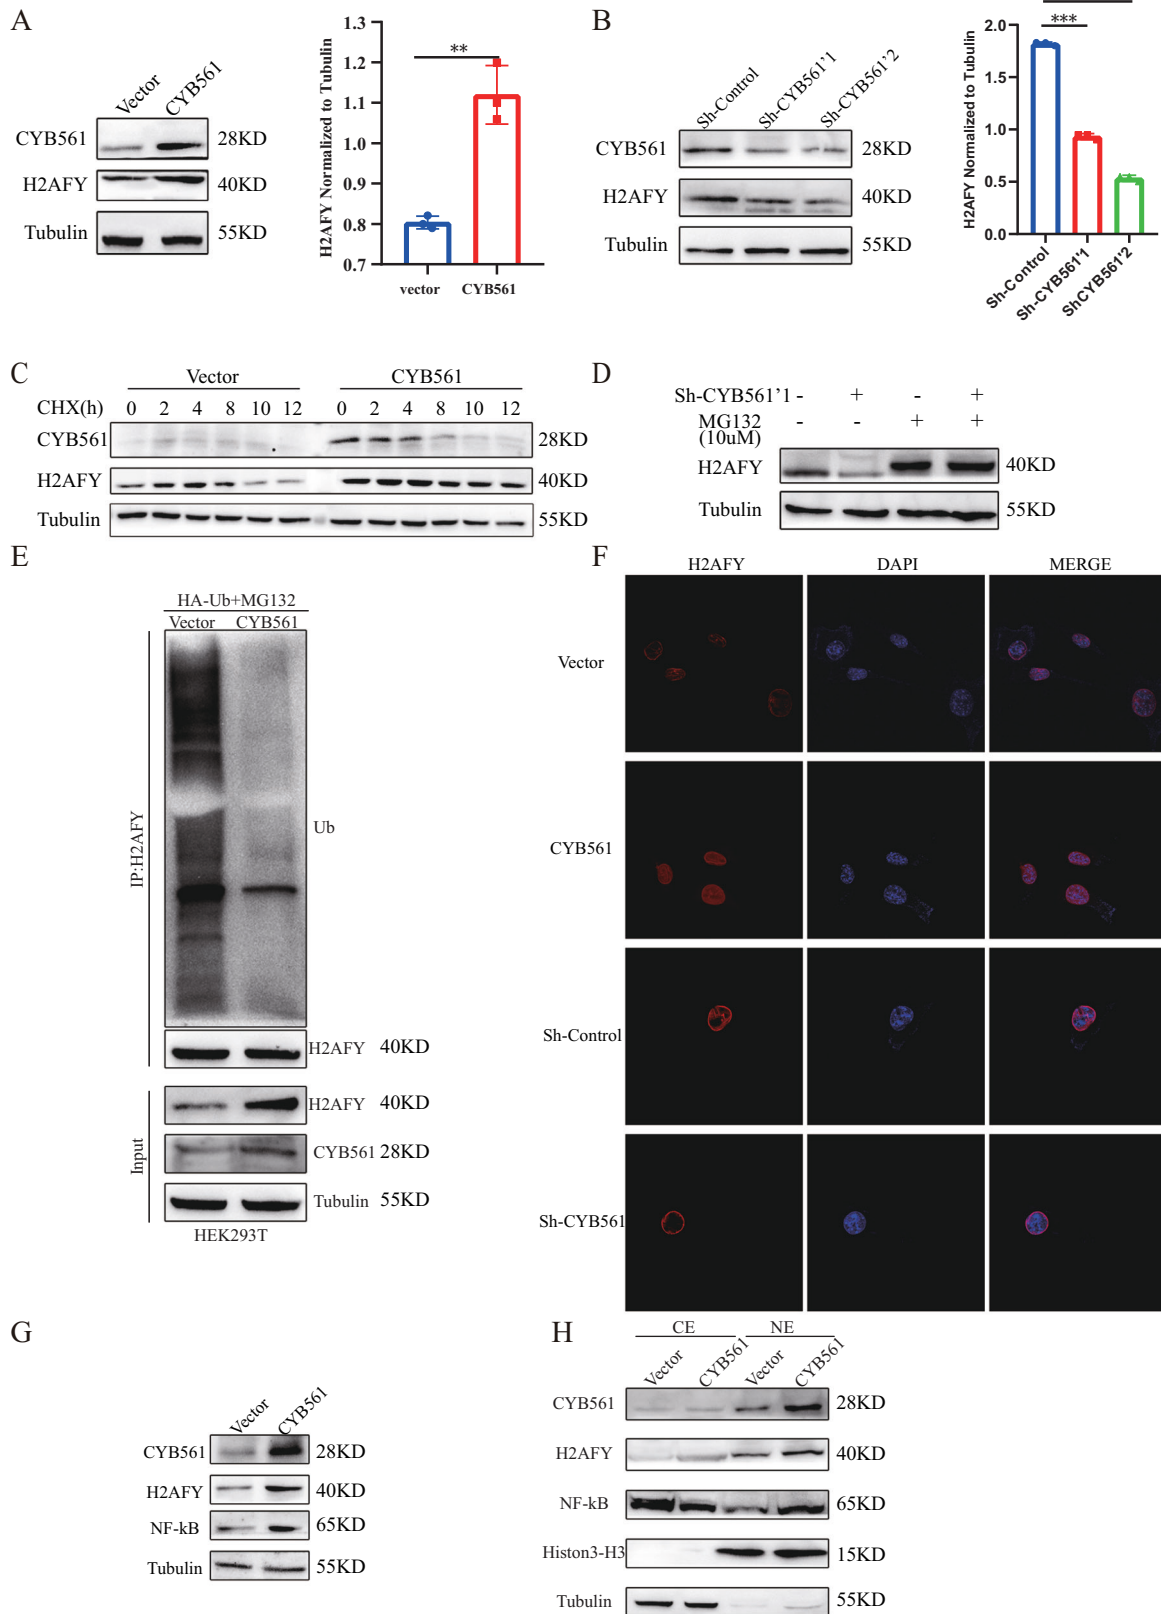 A
Vector
CYB561
CYB561
28KD
H2AFY
40KD
Tubulin
55KD
H2AFY Normalized to Tubulin
1.3
1.2
1.1
1.0
0.9
0.8
0.7
**
vector
CYB561
B
Sh-Control
Sh-CYB561'1
Sh-CYB561'2
CYB561
28KD
H2AFY
40KD
Tubulin
55KD
H2AFY Normalized to Tubulin
2.0
1.5
1.0
0.5
0.0
***
Sh-Control
Sh-CYB561'1
ShCYB561'2
C
Vector
CYB561
CHX(h) 0 2 4 8 10 12 0 2 4 8 10 12
CYB561
28KD
H2AFY
40KD
Tubulin
55KD
D
Sh-CYB561'1 - + - +
MG132 - - + +
(10uM)
H2AFY
40KD
Tubulin
55KD
E
HA-Ub+MG132
Vector CYB561
IP:H2AFY
Ub
H2AFY 40KD
Input
H2AFY 40KD
CYB561 28KD
Tubulin 55KD
HEK293T
F
H2AFY DAPI MERGE
Vector
CYB561
Sh-Control
Sh-CYB561
G
Vector
CYB561
CYB561 28KD
H2AFY 40KD
NF-kB 65KD
Tubulin 55KD
H
CE NE
Vector
CYB561
Vector
CYB561
CYB561 28KD
H2AFY 40KD
NF-kB 65KD
Histon3-H3 15KD
Tubulin 55KD